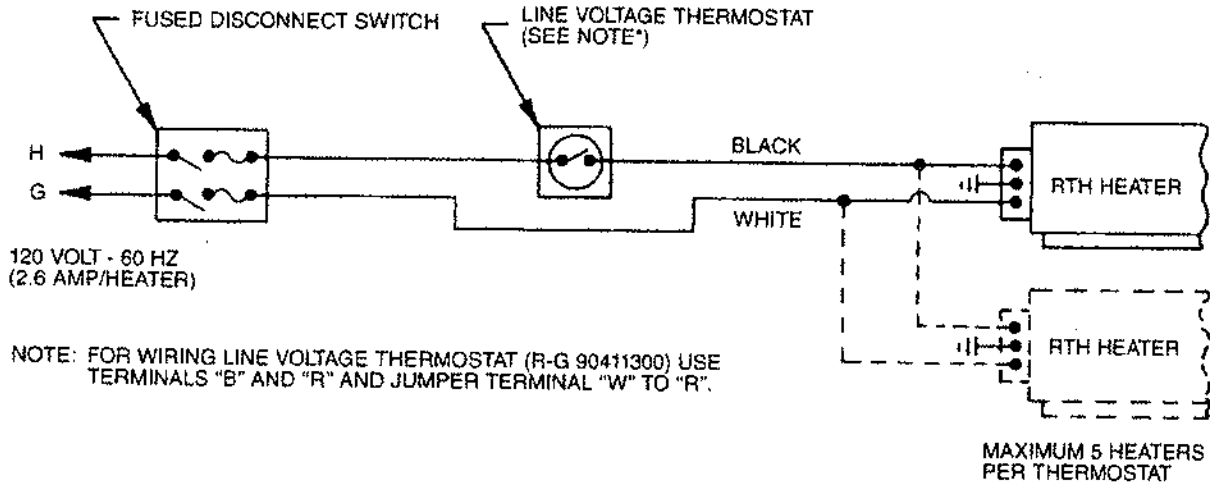 FUSED DISCONNECT SWITCH
LINE VOLTAGE THERMOSTAT
(SEE NOTE*)
H
BLACK
RTH HEATER
G
WHITE
120 VOLT - 60 HZ
(2.6 AMP/HEATER)
RTH HEATER
NOTE: FOR WIRING LINE VOLTAGE THERMOSTAT (R-G 90411300) USE
TERMINALS "B" AND "R" AND JUMPER TERMINAL "W" TO "R".
MAXIMUM 5 HEATERS
PER THERMOSTAT